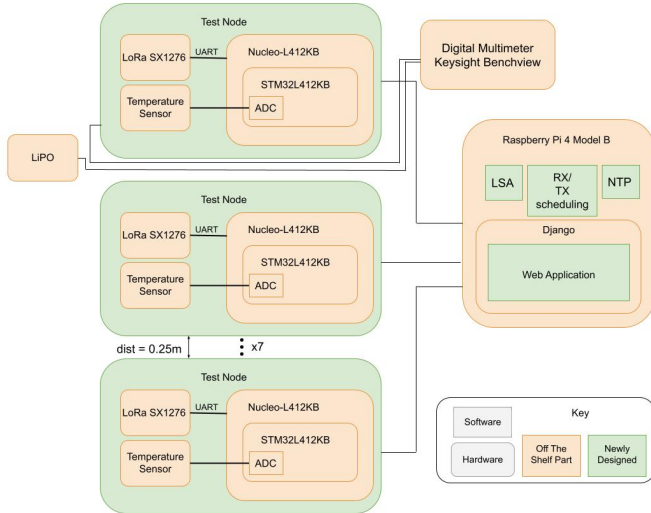 Test Node
LoRa SX1276
UART
Nucleo-L412KB
STM32L412KB
Temperature
Sensor
ADC
Digital Multimeter
Keysight Benchview
LiPO
Raspberry Pi 4 Model B
LSA
RX/
TX
scheduling
NTP
Django
Web Application
Test Node
LoRa SX1276
UART
Nucleo-L412KB
STM32L412KB
Temperature
Sensor
ADC
dist = 0.25m
x7
Test Node
LoRa SX1276
UART
Nucleo-L412KB
STM32L412KB
Temperature
Sensor
ADC
Key
Software
Hardware
Off The
Shelf Part
Newly
Designed